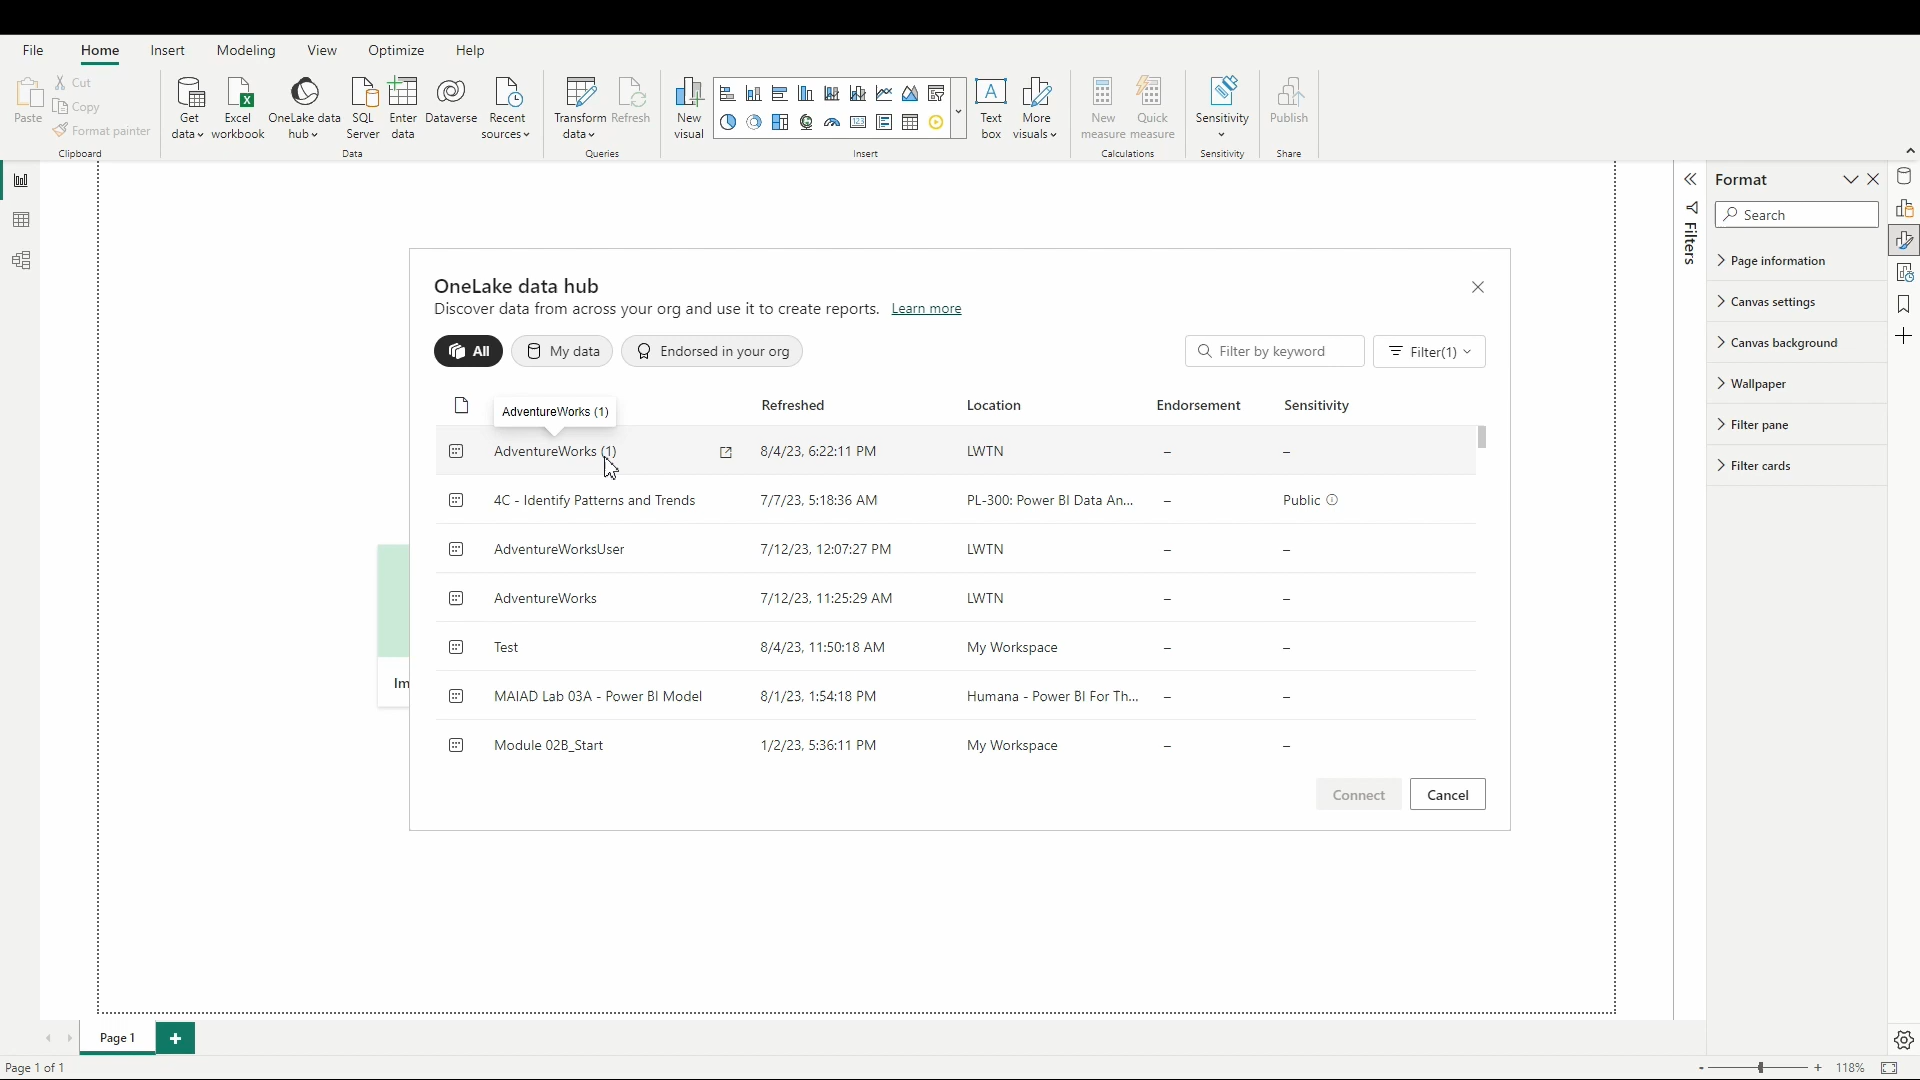 File Home Insert Modeling View Optimize Help
Paste
Cut
Copy
Format painter
Clipboard
Get data
Excel workbook
OneLake data hub
SQL Server
Enter data
Dataverse
Recent sources
Data
Transform data
Refresh
Queries
New visual
Text box
More visuals
Insert
New measure
Quick measure
Calculations
Sensitivity
Sensitivity
Publish
Share
OneLake data hub
Discover data from across your org and use it to create reports. Learn more
All My data Endorsed in your org Filter by keyword Filter(1)
AdventureWorks (1) Refreshed Location Endorsement Sensitivity
AdventureWorks (1) 8/4/23, 6:22:11 PM LWTN – –
4C - Identify Patterns and Trends 7/7/23, 5:18:36 AM PL-300: Power BI Data An... – Public
AdventureWorksUser 7/12/23, 12:07:27 PM LWTN – –
AdventureWorks 7/12/23, 11:25:29 AM LWTN – –
Test 8/4/23, 11:50:18 AM My Workspace – –
MAIAD Lab 03A - Power BI Model 8/1/23, 1:54:18 PM Humana - Power BI For Th... – –
Module 02B_Start 1/2/23, 5:36:11 PM My Workspace – –
Connect Cancel
Im
Filters
Format
Search
Page information
Canvas settings
Canvas background
Wallpaper
Filter pane
Filter cards
Page 1 +
Page 1 of 1
- + 118%